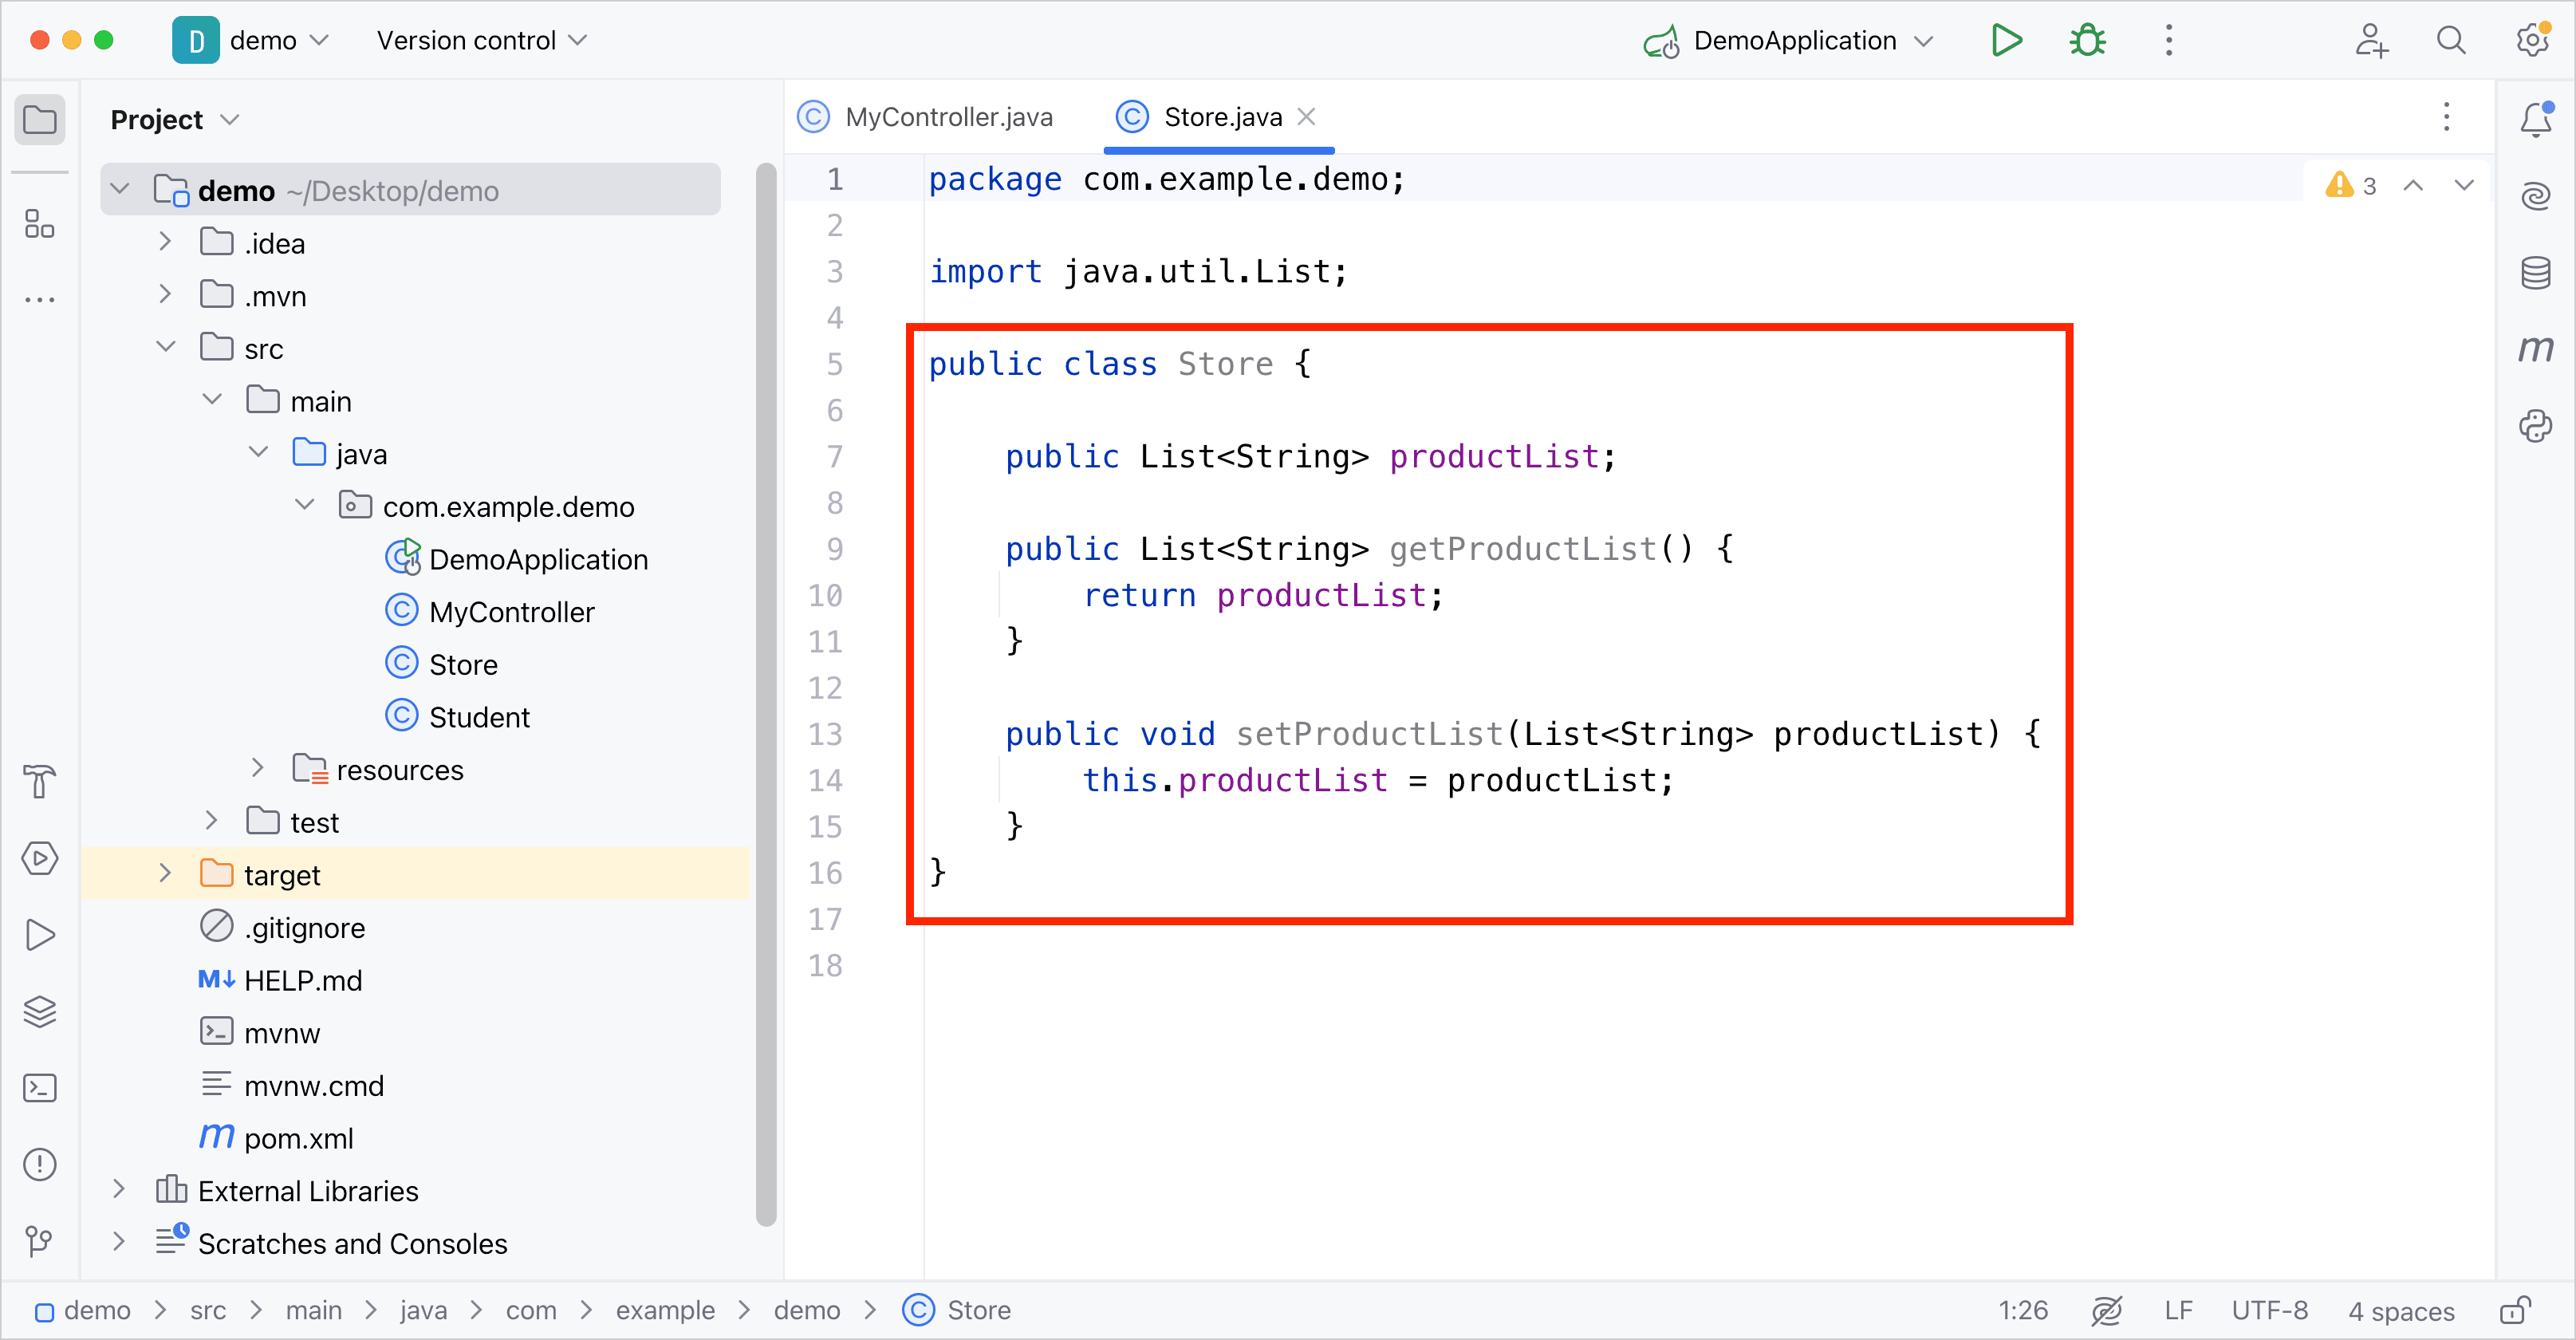 D demo Version control DemoApplication
Project
MyController.java Store.java
demo ~/Desktop/demo
.idea
.mvn
src
main
java
com.example.demo
DemoApplication
MyController
Store
Student
resources
test
target
.gitignore
M↓ HELP.md
mvnw
mvnw.cmd
m pom.xml
External Libraries
Scratches and Consoles
1 package com.example.demo;
3
2
3 import java.util.List;
4
5 public class Store {
6
7 public List<String> productList;
8
9 public List<String> getProductList() {
10 return productList;
11 }
12
13 public void setProductList(List<String> productList) {
14 this.productList = productList;
15 }
16 }
17
18
m
demo > src > main > java > com > example > demo > C Store 1:26 LF UTF-8 4 spaces